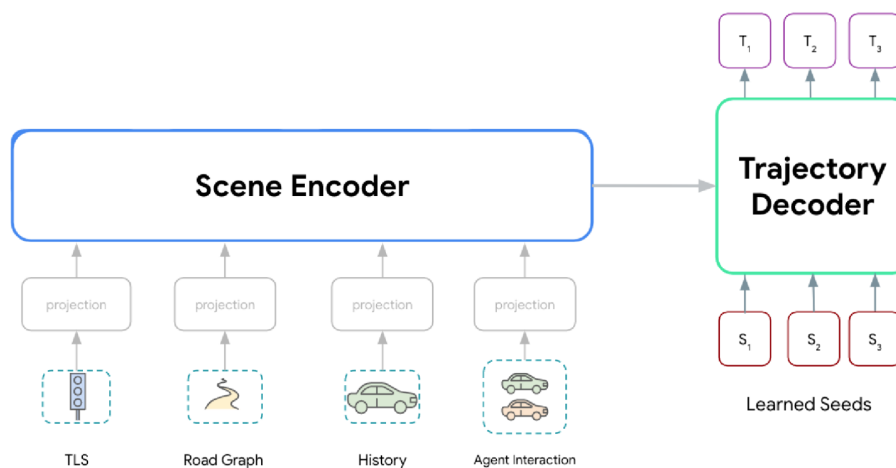 T1 T2 T3
Scene Encoder
Trajectory
Decoder
projection projection projection projection
S1 S2 S3
Learned Seeds
TLS Road Graph History Agent Interaction